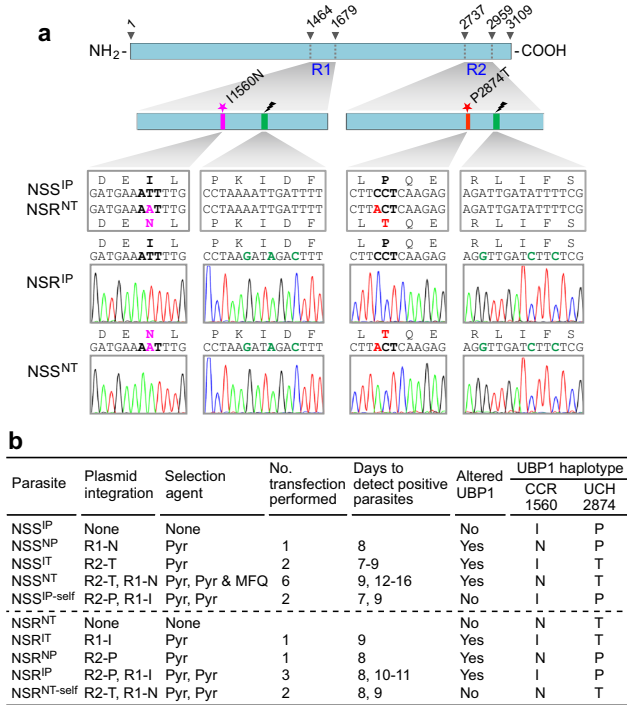 a
1 1464 1679 2737 2959 3109
NH2- -COOH
R1 R2
I1560N P2874T
D E I L P K I D F L P Q E R L I F S
NSS^IP GATGAAATTTTG CCTAAAATTGATTTT CTTCCTCAAGAG AGATTGATATTTTCG
NSR^NT GATGAAAATTTG CCTAAAATTGATTTT CTTACTCAAGAG AGATTGATATTTTCG
D E N L P K I D F L T Q E R L I F S
D E I L P K I D F L P Q E R L I F S
GATGAAATTTTG CCTAAGATAGACTTT CTTCCTCAAGAG AGGTTGATCTTCTCG
NSR^IP
D E N L P K I D F L T Q E R L I F S
GATGAAAATTTG CCTAAGATAGACTTT CTTACTCAAGAG AGGTTGATCTTCTCG
NSS^NT
b
Parasite Plasmid integration Selection agent No. transfection performed Days to detect positive parasites Altered UBP1 UBP1 haplotype
CCR 1560 UCH 2874
NSS^IP None None No I P
NSS^NP R1-N Pyr 1 8 Yes N P
NSS^IT R2-T Pyr 2 7-9 Yes I T
NSS^NT R2-T, R1-N Pyr, Pyr & MFQ 6 9, 12-16 Yes N T
NSS^IP-self R2-P, R1-I Pyr, Pyr 2 7, 9 No I P
NSR^NT None None No N T
NSR^IT R1-I Pyr 1 9 Yes I T
NSR^NP R2-P Pyr 1 8 Yes N P
NSR^IP R2-P, R1-I Pyr, Pyr 3 8, 10-11 Yes I P
NSR^NT-self R2-T, R1-N Pyr, Pyr 2 8, 9 No N T